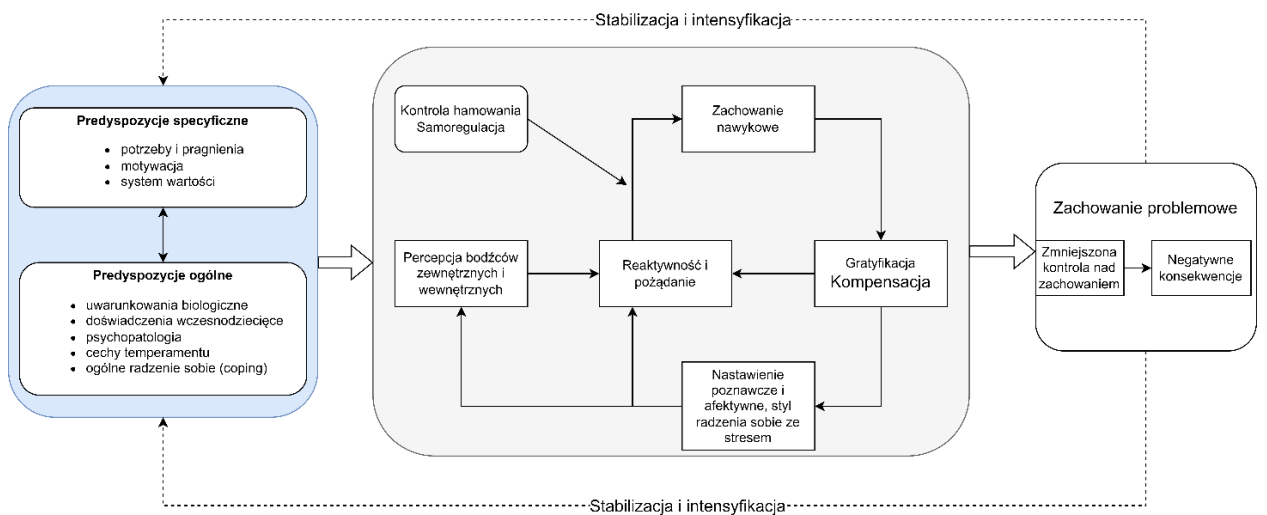 Stabilizacja i intensyfikacja
Predyspozycje specyficzne
• potrzeby i pragnienia
• motywacja
• system wartości
Predyspozycje ogólne
• uwarunkowania biologiczne
• doświadczenia wczesnodziecięce
• psychopatologia
• cechy temperamentu
• ogólne radzenie sobie (coping)
Kontrola hamowania
Samoregulacja
Zachowanie
nawykowe
Percepcja bodźców
zewnętrznych i
wewnętrznych
Reaktywność i
pożądanie
Gratyfikacja
Kompensacja
Nastawienie
poznawcze i
afektywne, styl
radzenia sobie ze
stresem
Zachowanie problemowe
Zmniejszona
kontrola nad
zachowaniem
Negatywne
konsekwencje
Stabilizacja i intensyfikacja